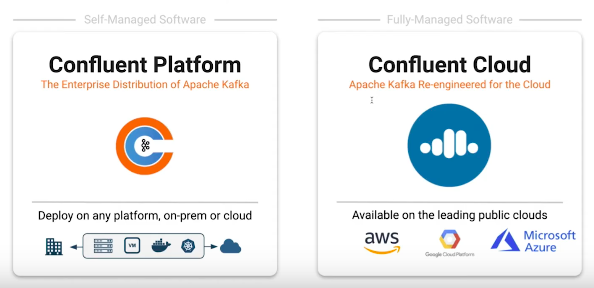 Self-Managed Software
Confluent Platform
The Enterprise Distribution of Apache Kafka
Deploy on any platform, on-prem or cloud
VM
Fully-Managed Software
Confluent Cloud
Apache Kafka Re-engineered for the Cloud
Available on the leading public clouds
aws
Google Cloud Platform
Microsoft
Azure